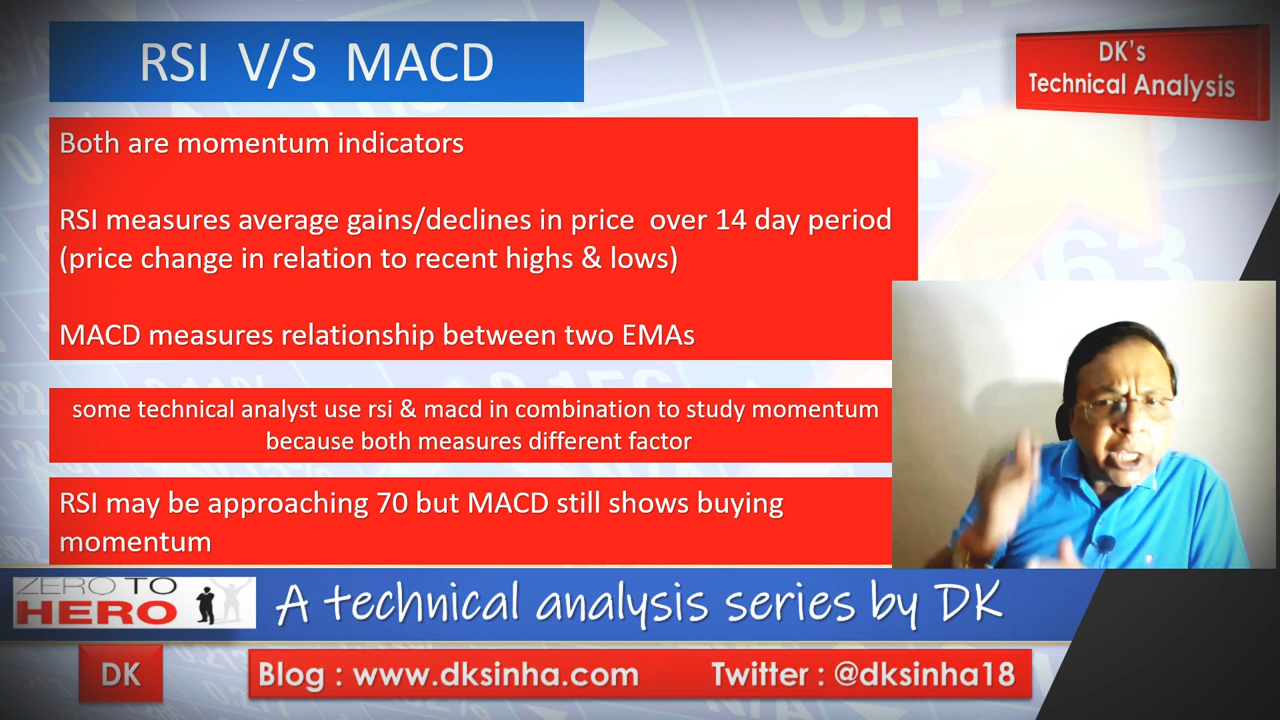 RSI V/S MACD
DK's
Technical Analysis
Both are momentum indicators
RSI measures average gains/declines in price over 14 day period
(price change in relation to recent highs & lows)
MACD measures relationship between two EMAs
some technical analyst use rsi & macd in combination to study momentum
because both measures different factor
RSI may be approaching 70 but MACD still shows buying
momentum
ZERO TO
HERO
A technical analysis series by DK
DK
Blog : www.dksinha.com
Twitter : @dksinha18